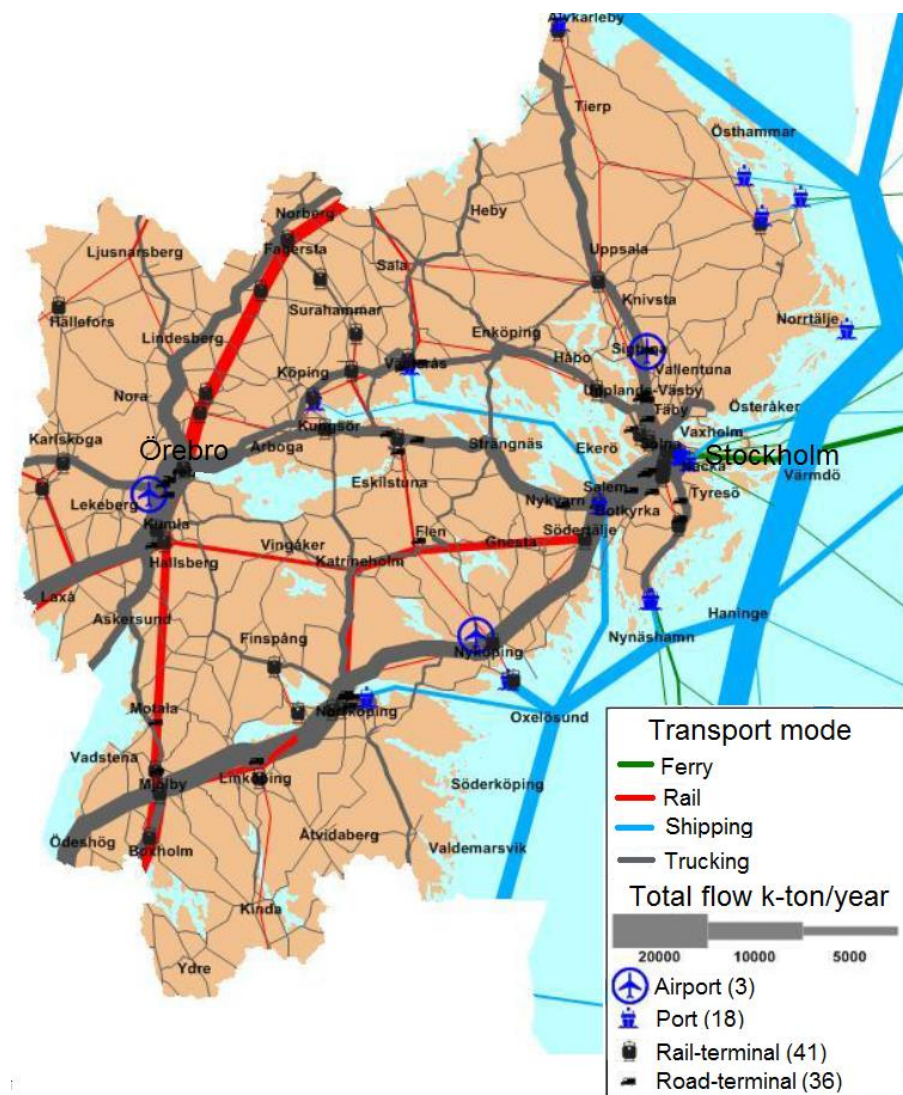 Älvkarleby
Tierp
Östhammar
Norberg
Heby
Ljusnarsberg
Fagersta
Uppsala
Sala
Knivsta
Surahammar
Hällefors
Norrtälje
Lindesberg
Enköping
Sigtuna
Håbo
Vallentuna
Västerås
Köping
Nora
Upplands-Väsby
Täby
Österåker
Kungsör
Vaxholm
Karlskoga
Örebro
Arboga
Strängnäs
Ekerö
Solna
Stockholm
Nacka
Värmdö
Eskilstuna
Salem
Lekeberg
Nykvarn
Tyresö
Botkyrka
Kumla
Flen
Södertälje
Gnesta
Vingåker
Hallsberg
Katrineholm
Laxå
Askersund
Haninge
Finspång
Nynäshamn
Nyköping
Motala
Norrköping
Oxelösund
Vadstena
Linköping
Mjölby
Söderköping
Ödeshög
Åtvidaberg
Boxholm
Valdemarsvik
Kinda
Ydre
Transport mode
Ferry
Rail
Shipping
Trucking
Total flow k-ton/year
20000 10000 5000
Airport (3)
Port (18)
Rail-terminal (41)
Road-terminal (36)